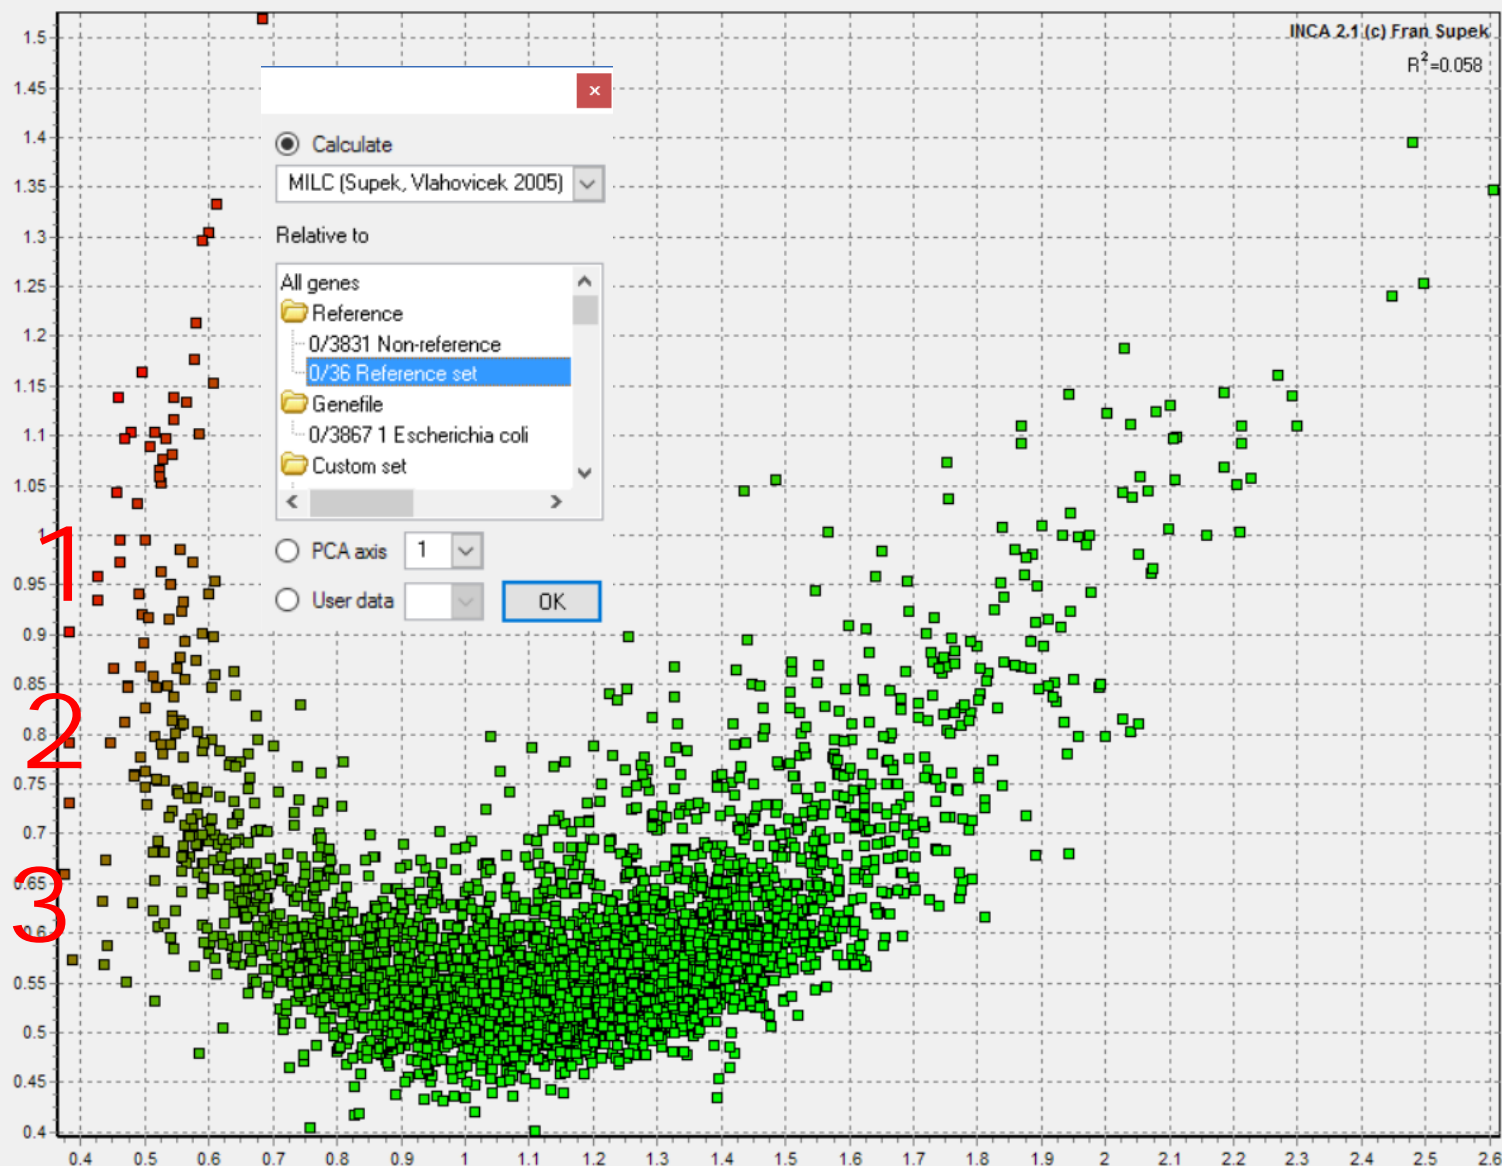 INCA 2.1 (c) Fran Supek
R²=0.058
1.5
1.45
1.4
1.35
1.3
1.25
1.2
1.15
1.1
1.05
1
0.95
0.9
0.85
0.8
0.75
0.7
0.65
0.6
0.55
0.5
0.45
0.4
1
2
3
Calculate
MILC (Supek, Vlahovicek 2005)
Relative to
All genes
Reference
0/3831 Non-reference
0/36 Reference set
Genefile
0/3867 1 Escherichia coli
Custom set
PCA axis 1
User data OK
0.4 0.5 0.6 0.7 0.8 0.9 1 1.1 1.2 1.3 1.4 1.5 1.6 1.7 1.8 1.9 2 2.1 2.2 2.3 2.4 2.5 2.6